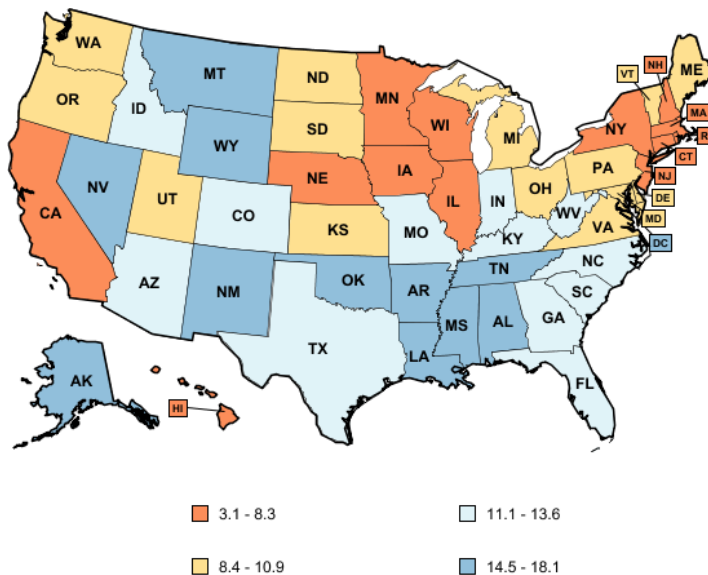 WA
MT
ND
MN
VT
NH
ME
OR
ID
SD
WI
MI
NY
MA
R
WY
CT
NV
UT
NE
IA
IL
IN
OH
PA
NJ
DE
CA
CO
KS
MO
KY
WV
VA
MD
DC
AZ
NM
OK
AR
TN
NC
SC
TX
LA
MS
AL
GA
FL
AK
HI
3.1 - 8.3
11.1 - 13.6
8.4 - 10.9
14.5 - 18.1